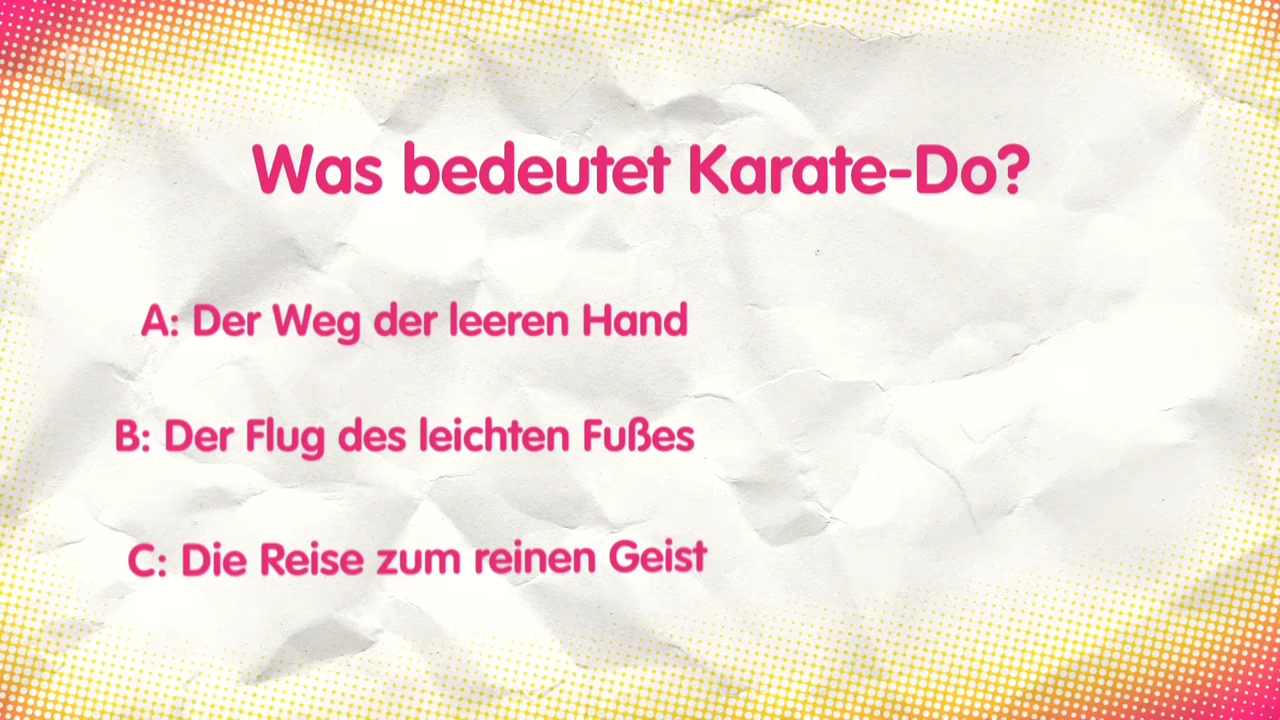 Was bedeutet Karate-Do?
A: Der Weg der leeren Hand
B: Der Flug des leichten Fußes
C: Die Reise zum reinen Geist